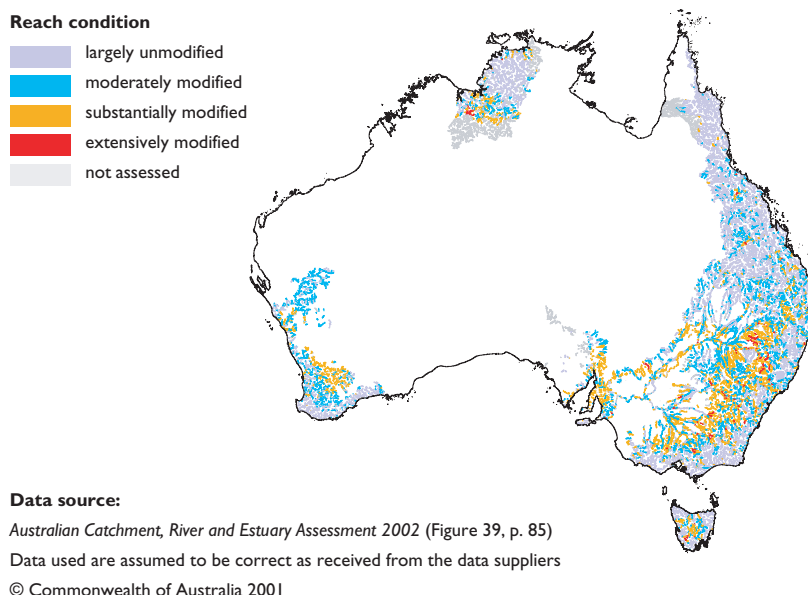 Reach condition
largely unmodified
moderately modified
substantially modified
extensively modified
not assessed
Data source:
Australian Catchment, River and Estuary Assessment 2002 (Figure 39, p. 85)
Data used are assumed to be correct as received from the data suppliers
© Commonwealth of Australia 2001